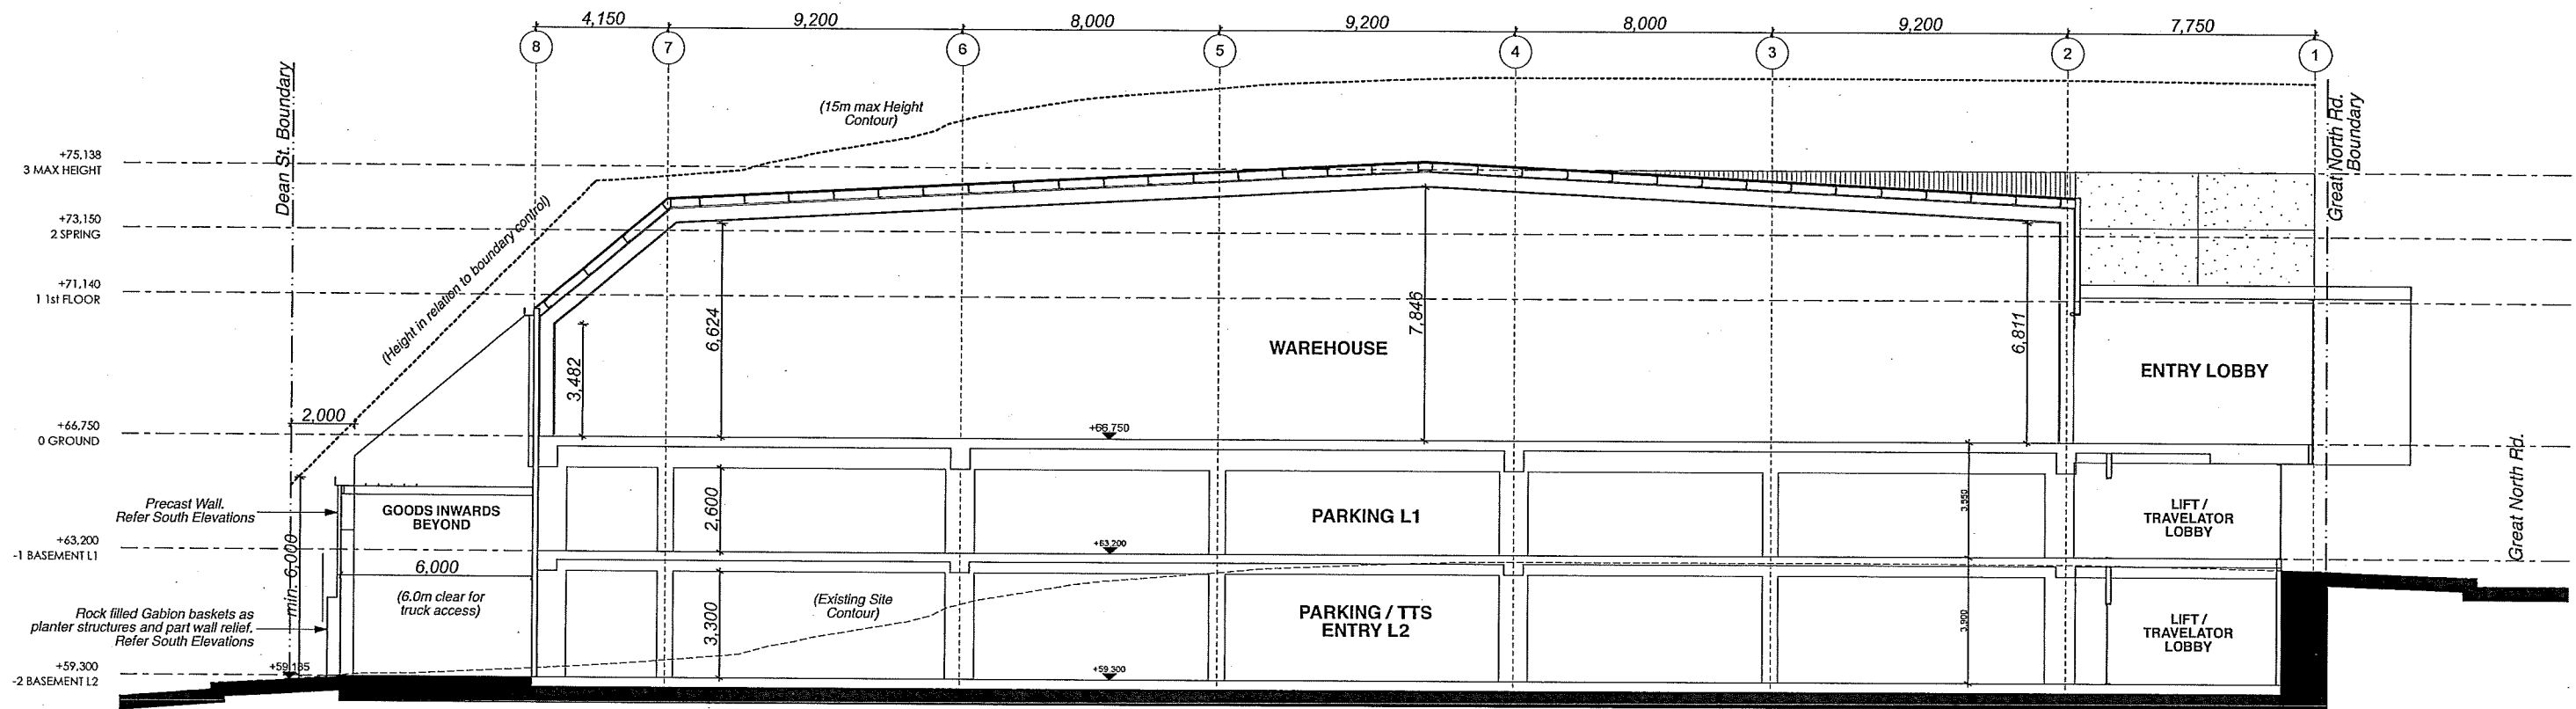 4,150
9,200
8,000
9,200
8,000
9,200
7,750
8
7
6
5
4
3
2
1
Dean St. Boundary
(15m max Height
Contour)
Great North Rd.
Boundary
+75,138
3 MAX HEIGHT
(Height in relation to boundary control)
+73,150
2 SPRING
+71,140
1 1st FLOOR
6,624
7,846
6,811
3,482
WAREHOUSE
ENTRY LOBBY
2,000
+66,750
0 GROUND
+66,750
Great North Rd.
Precast Wall.
Refer South Elevations
GOODS INWARDS
BEYOND
2,600
PARKING L1
3,550
LIFT /
TRAVELATOR
LOBBY
+63,200
-1 BASEMENT L1
+63,200
min. 6,000
6,000
(6.0m clear for
truck access)
Rock filled Gabion baskets as
planter structures and part wall relief.
Refer South Elevations
3,300
(Existing Site
Contour)
PARKING / TTS
ENTRY L2
3,900
LIFT /
TRAVELATOR
LOBBY
+59,300
-2 BASEMENT L2
+59,300